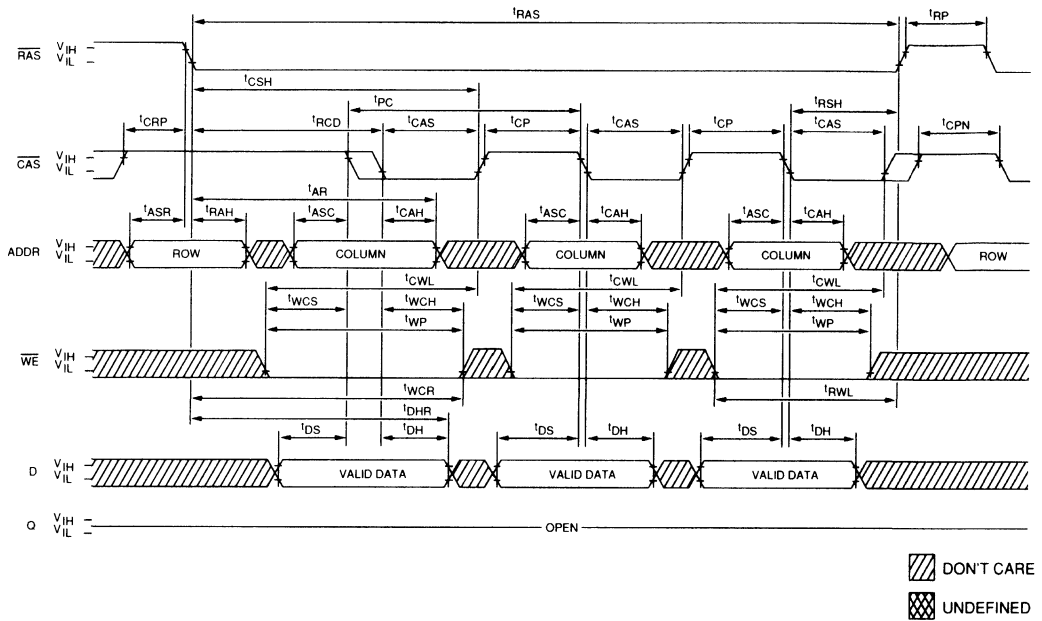 tRAS
tRP
RAS VIH VIL
tCSH
tPC
tRSH
tCRP tRCD tCAS tCP tCAS tCP tCAS tCPN
CAS VIH VIL
tAR
tASR tRAH tASC tCAH tASC tCAH tASC tCAH
ADDR VIH VIL ROW COLUMN COLUMN COLUMN ROW
tCWL tCWL tCWL
tWCS tWCH tWCS tWCH tWCS tWCH
tWP tWP tWP
WE VIH VIL
tWCR tRWL
tDHR
tDS tDH tDS tDH tDS tDH
D VIH VIL VALID DATA VALID DATA VALID DATA
Q VIH VIL OPEN
DON'T CARE
UNDEFINED